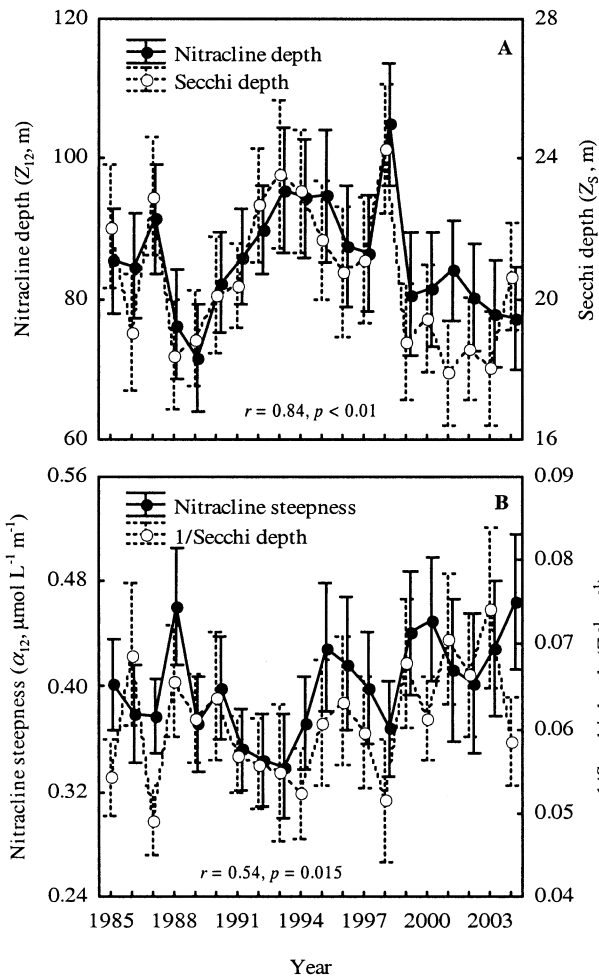 120
100
80
60
28
24
20
16
Nitracline depth (Z12, m)
Secchi depth (ZS, m)
A
Nitracline depth
Secchi depth
r = 0.84, p < 0.01
0.56
0.48
0.40
0.32
0.24
0.09
0.08
0.07
0.06
0.05
0.04
Nitracline steepness (α12, μmol L-1 m-1)
B
Nitracline steepness
1/Secchi depth
r = 0.54, p = 0.015
1985 1988 1991 1994 1997 2000 2003
Year